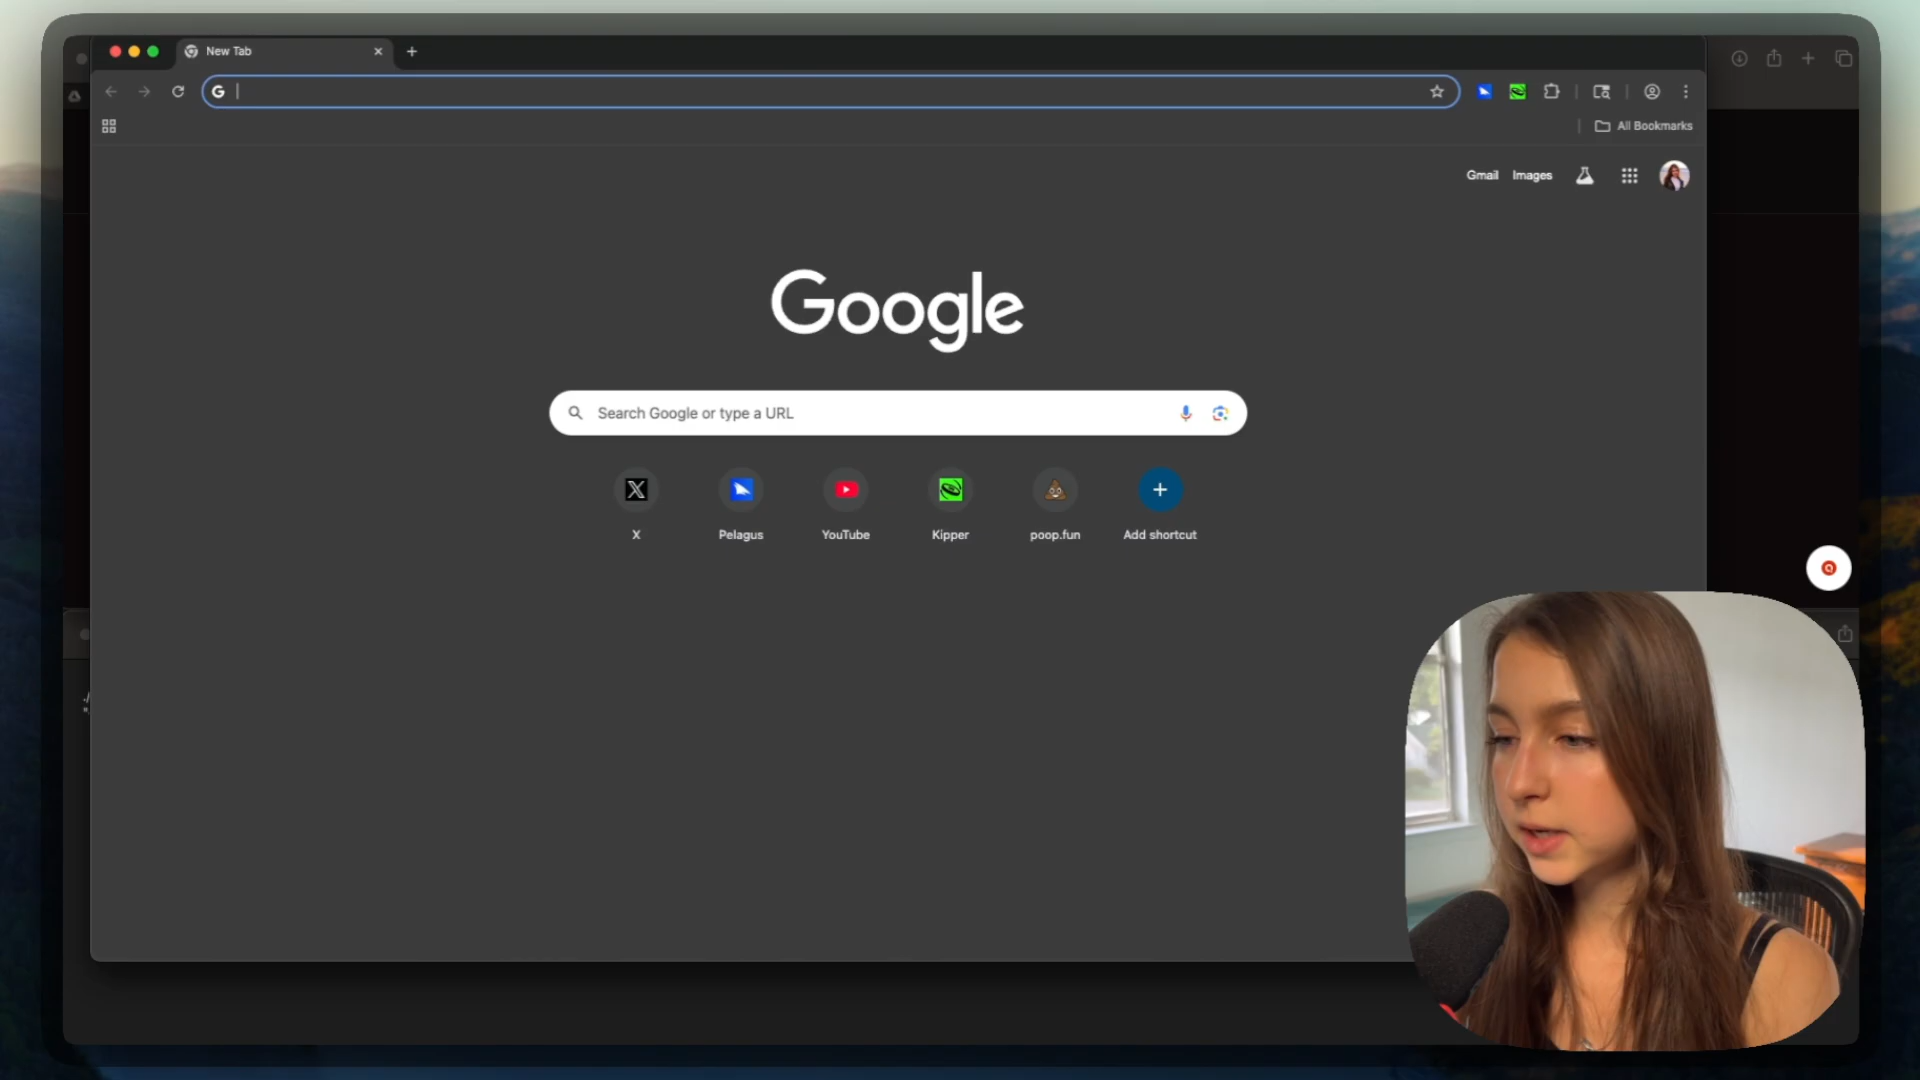 New Tab
All Bookmarks
Gmail Images
Google
Search Google or type a URL
X Pelagus YouTube Kipper poop.fun Add shortcut